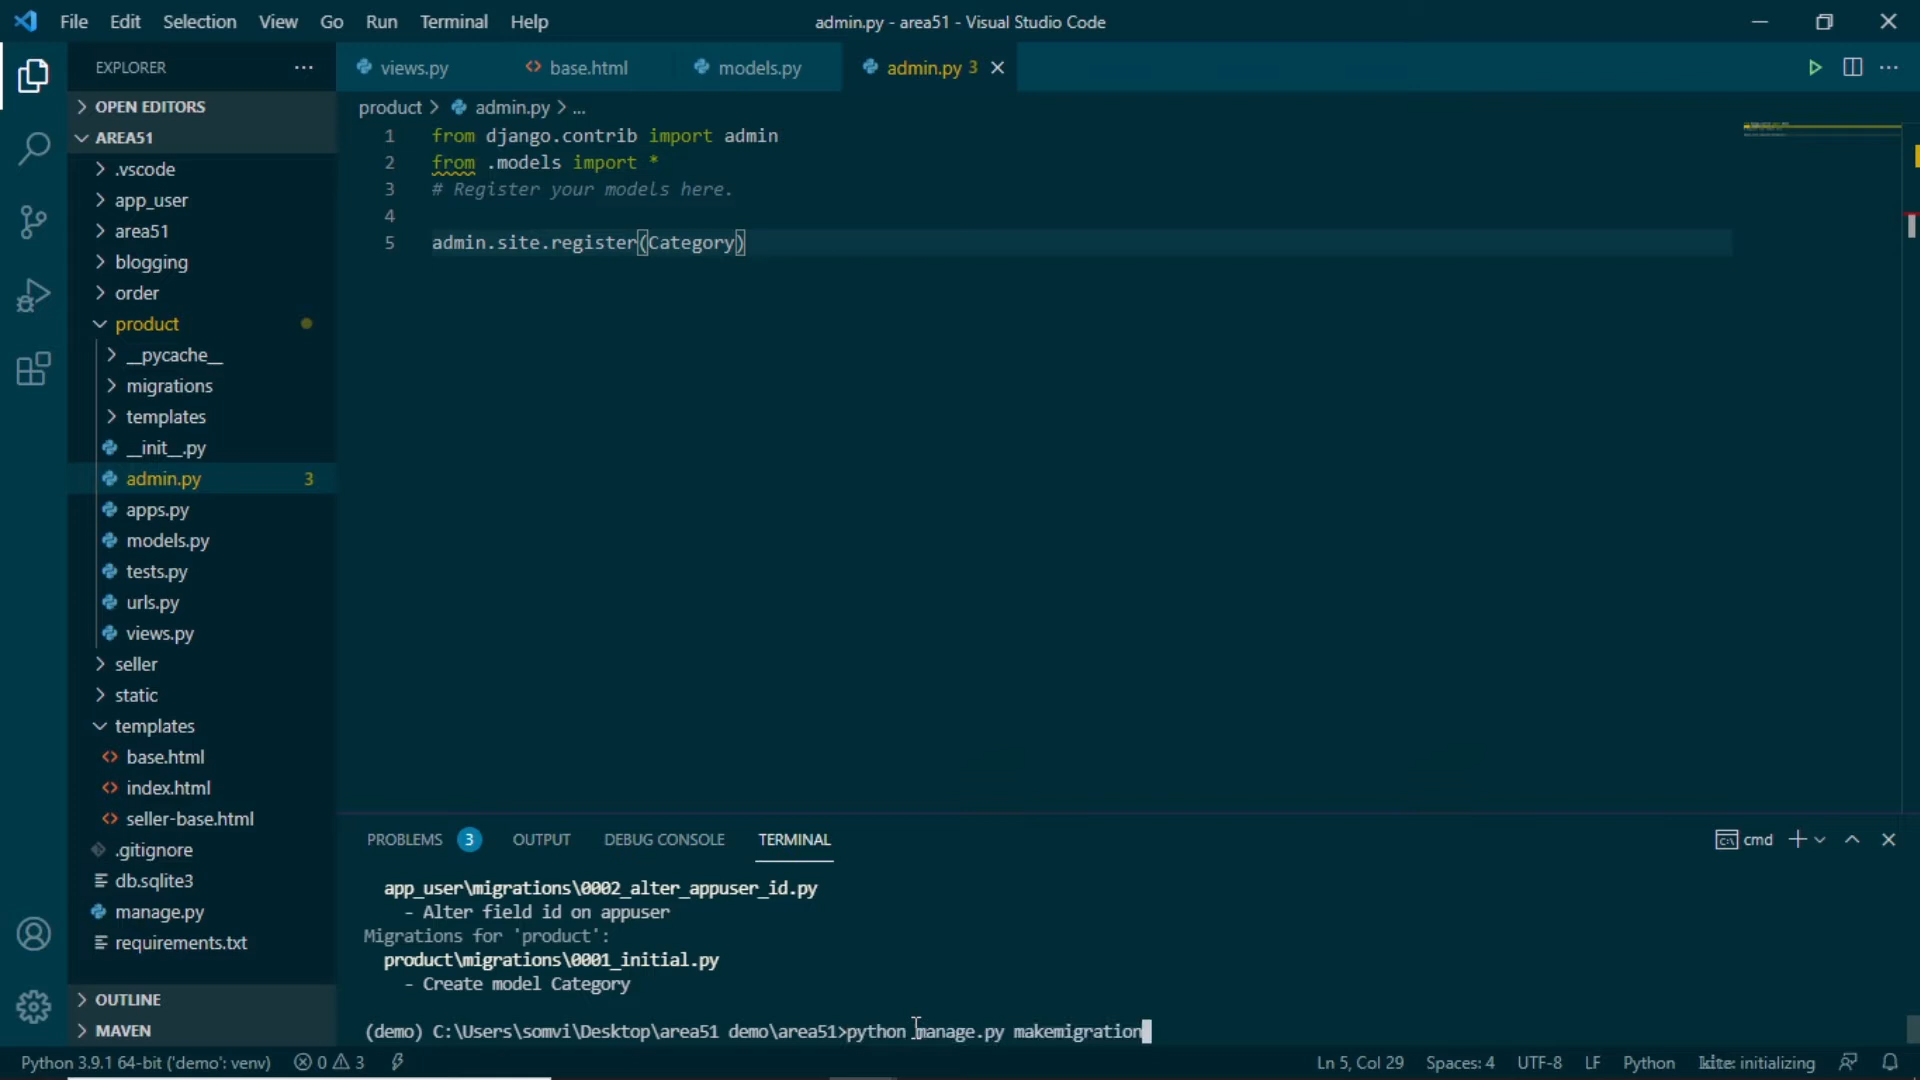 File Edit Selection View Go Run Terminal Help
admin.py - area51 - Visual Studio Code
EXPLORER
views.py
base.html
models.py
admin.py 3
OPEN EDITORS
AREA51
.vscode
app_user
area51
blogging
order
product
__pycache__
migrations
templates
__init__.py
admin.py 3
apps.py
models.py
tests.py
urls.py
views.py
seller
static
templates
base.html
index.html
seller-base.html
.gitignore
db.sqlite3
manage.py
requirements.txt
OUTLINE
MAVEN
product > admin.py > ...
1 from django.contrib import admin
2 from .models import *
3 # Register your models here.
4
5 admin.site.register(Category)
PROBLEMS 3 OUTPUT DEBUG CONSOLE TERMINAL
cmd
app_user\migrations\0002_alter_appuser_id.py
- Alter field id on appuser
Migrations for 'product':
product\migrations\0001_initial.py
- Create model Category
(demo) C:\Users\somvi\Desktop\area51 demo\area51>python manage.py makemigration
Python 3.9.1 64-bit ('demo': venv) 0 3
Ln 5, Col 29 Spaces: 4 UTF-8 LF Python kite: initializing